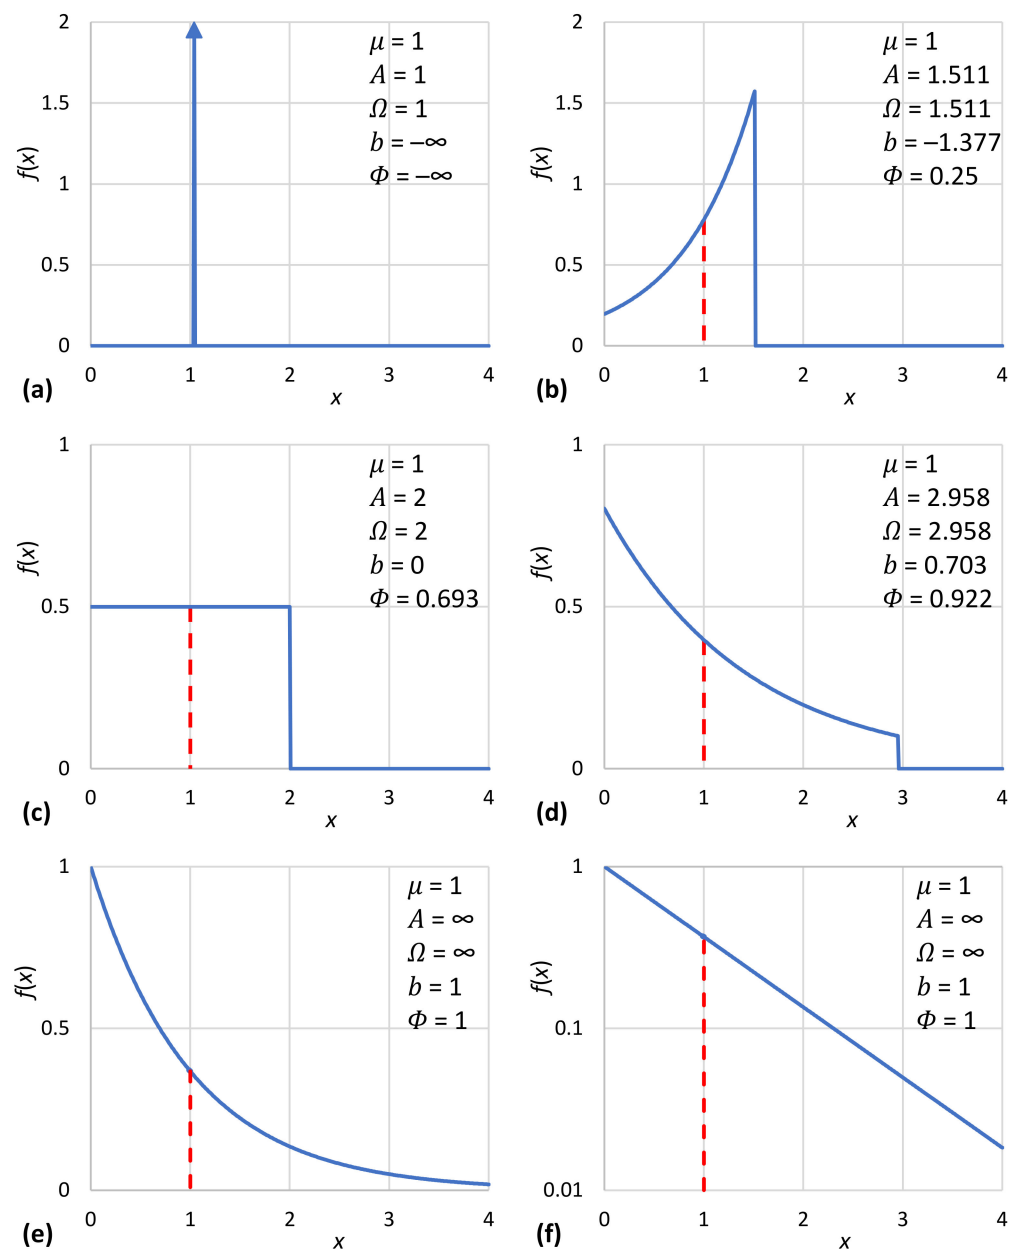 2
1.5
1
0.5
0
f(x)
μ = 1
A = 1
Ω = 1
b = −∞
Φ = −∞
0 1 2 3 4
x
(a)
2
1.5
1
0.5
0
f(x)
μ = 1
A = 1.511
Ω = 1.511
b = −1.377
Φ = 0.25
0 1 2 3 4
x
(b)
1
0.5
0
f(x)
μ = 1
A = 2
Ω = 2
b = 0
Φ = 0.693
0 1 2 3 4
x
(c)
1
0.5
0
f(x)
μ = 1
A = 2.958
Ω = 2.958
b = 0.703
Φ = 0.922
0 1 2 3 4
x
(d)
1
0.5
0
f(x)
μ = 1
A = ∞
Ω = ∞
b = 1
Φ = 1
0 1 2 3 4
x
(e)
1
0.1
0.01
f(x)
μ = 1
A = ∞
Ω = ∞
b = 1
Φ = 1
0 1 2 3 4
x
(f)